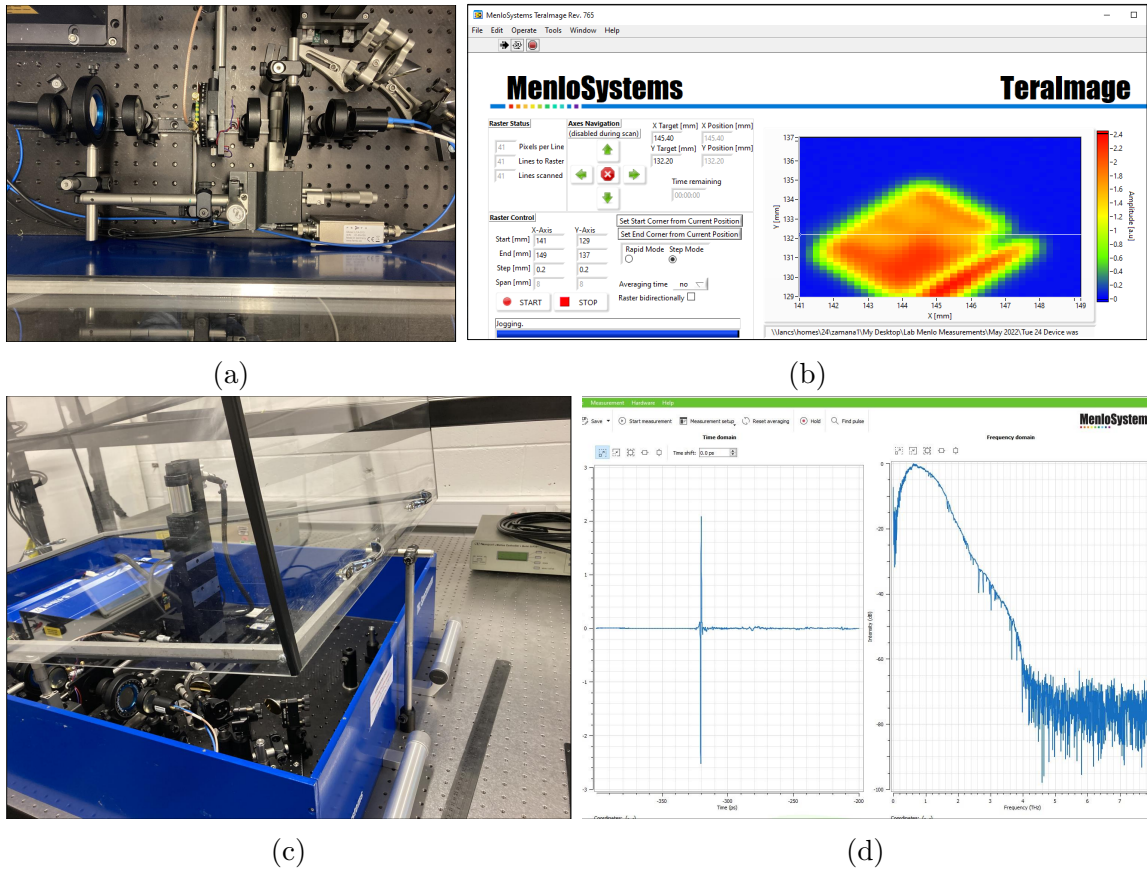 MenloSystems TeraImage Rev. 765
File Edit Operate Tools Window Help
MenloSystems TeraImage
Raster Status
41 Pixels per Line
41 Lines to Raster
41 Lines scanned
Axes Navigation
(disabled during scan)
X Target [mm] X Position [mm]
145.40 145.40
Y Target [mm] Y Position [mm]
132.20 132.20
Time remaining
00:00:00
Raster Control
X-Axis Y-Axis
Start [mm] 141 129
End [mm] 149 137
Step [mm] 0.2 0.2
Span [mm] 8 8
START STOP
Set Start Corner from Current Position
Set End Corner from Current Position
Rapid Mode Step Mode
Averaging time no
Raster bidirectionally
Jogging.
137
136
135
134
133
132
131
130
129
Y [mm]
141 142 143 144 145 146 147 148 149
X [mm]
2.4
2.2
2
1.8
1.6
1.4
1.2
1
0.8
0.6
0.4
0.2
0
Amplitude [a.u]
\\lancs\homes\24\zamana1\My Desktop\Lab Menlo Measurements\May 2022\Tue 24 Device was
(a)
(b)
Measurement Hardware Help
Save Start measurement Measurement setup Reset averaging Hold Find pulse
MenloSystem
Time domain
Time shift: 0.0 ps
3
2
1
0
-1
-2
-3
-350 -300 -250 -200
Time [ps]
Frequency domain
0
-20
-40
-60
-80
-100
Intensity (dB)
0 1 2 3 4 5 6 7
Frequency (THz)
(c)
(d)